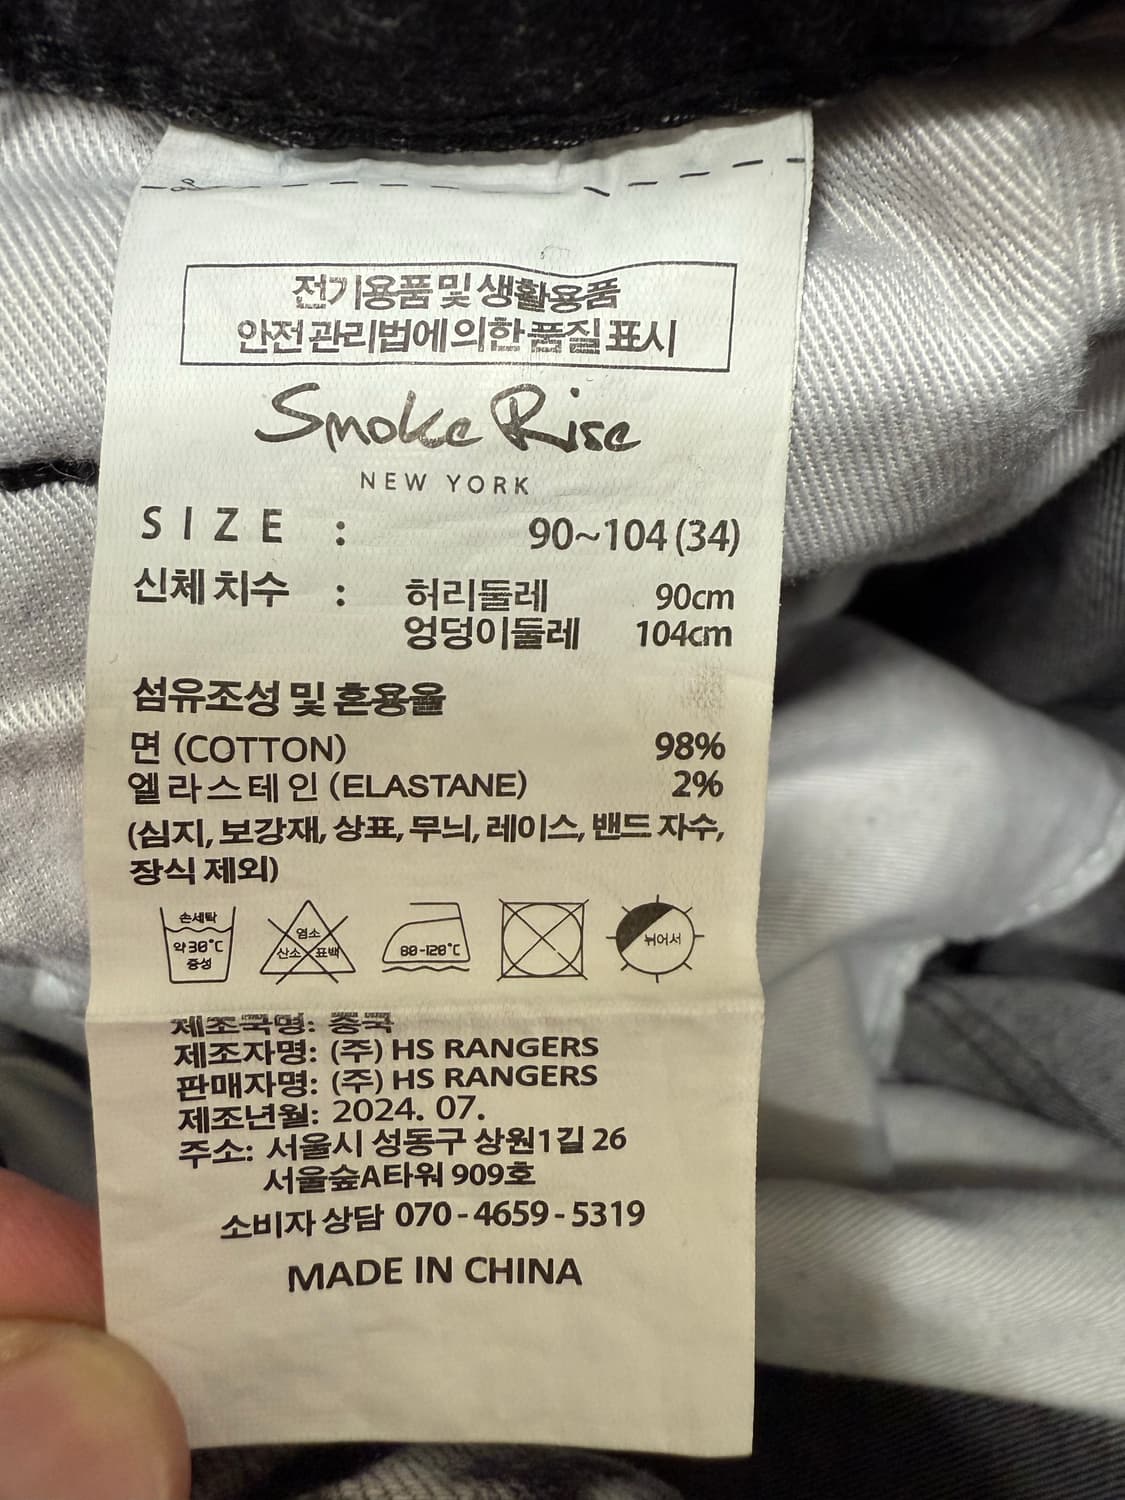 전기용품 및 생활용품
안전관리법에 의한 품질 표시
Smoke Rise
NEW YORK
SIZE : 90~104 (34)
신체 치수 : 허리둘레 90cm
엉덩이둘레 104cm
섬유조성 및 혼용율
면 (COTTON) 98%
엘라스테인 (ELASTANE) 2%
(심지, 보강재, 상표, 무늬, 레이스, 밴드 자수,
장식 제외)
손세탁
약 30°C
중성
염소
산소 표백
80-120°C
뉘어서
제조국명: 중국
제조자명: (주) HS RANGERS
판매자명: (주) HS RANGERS
제조년월: 2024. 07.
주소: 서울시 성동구 상원1길 26
서울숲A타워 909호
소비자 상담 070-4659-5319
MADE IN CHINA